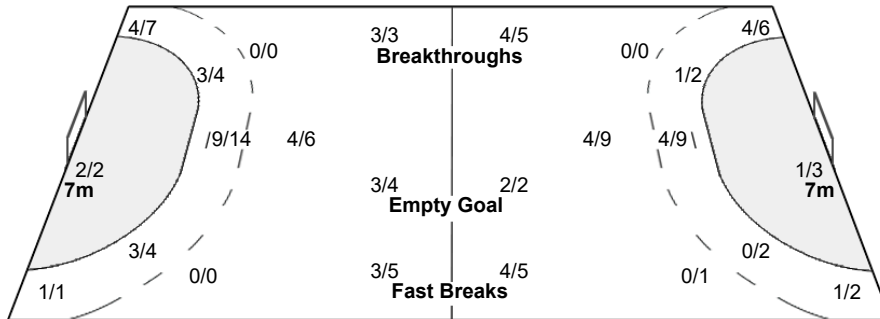 4/7 3/3 4/5 4/6
0/0 Breakthroughs 0/0
3/4 1/2
9/14 4/6 4/9 4/9
2/2 1/3
7m 3/4 2/2 7m
Empty Goal
3/4 0/2
0/0 3/5 4/5 0/1
1/1 Fast Breaks 1/2